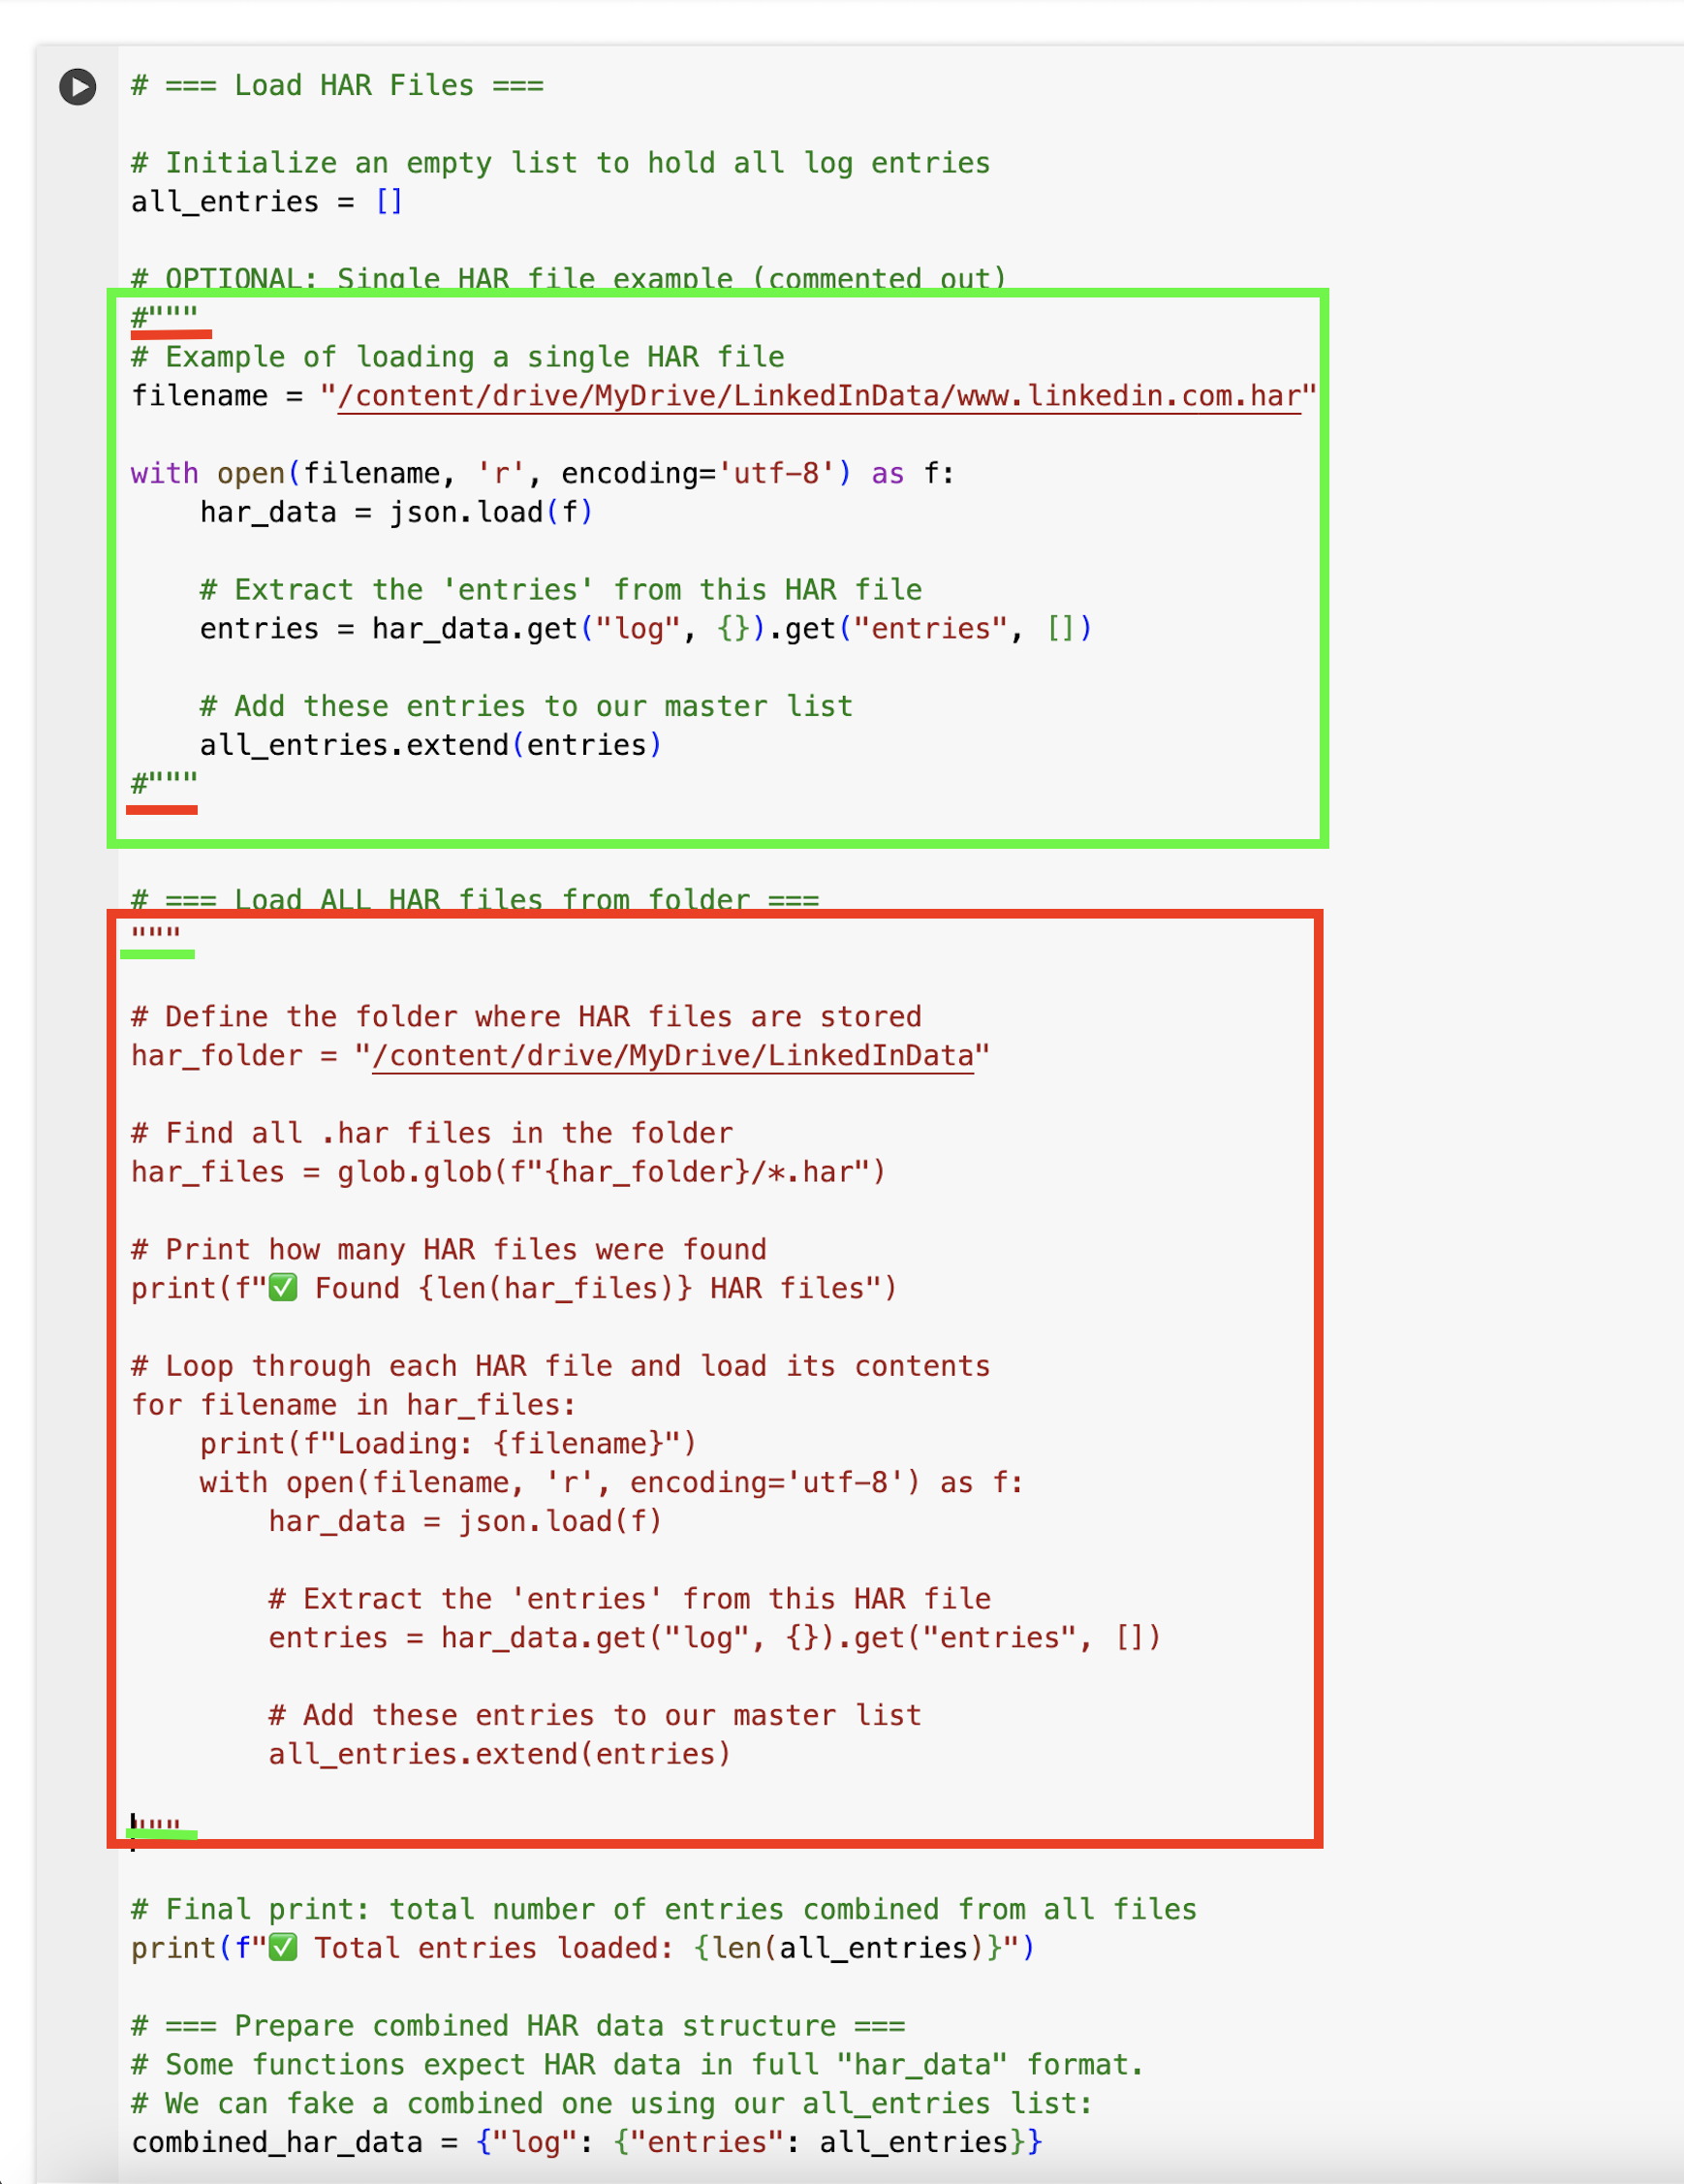 # === Load HAR Files ===
# Initialize an empty list to hold all log entries
all_entries = []
# OPTIONAL: Single HAR file example (commented out)
#"""
# Example of loading a single HAR file
filename = "/content/drive/MyDrive/LinkedInData/www.linkedin.com.har"
with open(filename, 'r', encoding='utf-8') as f:
    har_data = json.load(f)
    # Extract the 'entries' from this HAR file
    entries = har_data.get("log", {}).get("entries", [])
    # Add these entries to our master list
    all_entries.extend(entries)
#"""
# === Load ALL HAR files from folder ===
"""
# Define the folder where HAR files are stored
har_folder = "/content/drive/MyDrive/LinkedInData"
# Find all .har files in the folder
har_files = glob.glob(f"{har_folder}/*.har")
# Print how many HAR files were found
print(f"✅ Found {len(har_files)} HAR files")
# Loop through each HAR file and load its contents
for filename in har_files:
    print(f"Loading: {filename}")
    with open(filename, 'r', encoding='utf-8') as f:
        har_data = json.load(f)
        # Extract the 'entries' from this HAR file
        entries = har_data.get("log", {}).get("entries", [])
        # Add these entries to our master list
        all_entries.extend(entries)
"""
# Final print: total number of entries combined from all files
print(f"✅ Total entries loaded: {len(all_entries)}")
# === Prepare combined HAR data structure ===
# Some functions expect HAR data in full "har_data" format.
# We can fake a combined one using our all_entries list:
combined_har_data = {"log": {"entries": all_entries}}